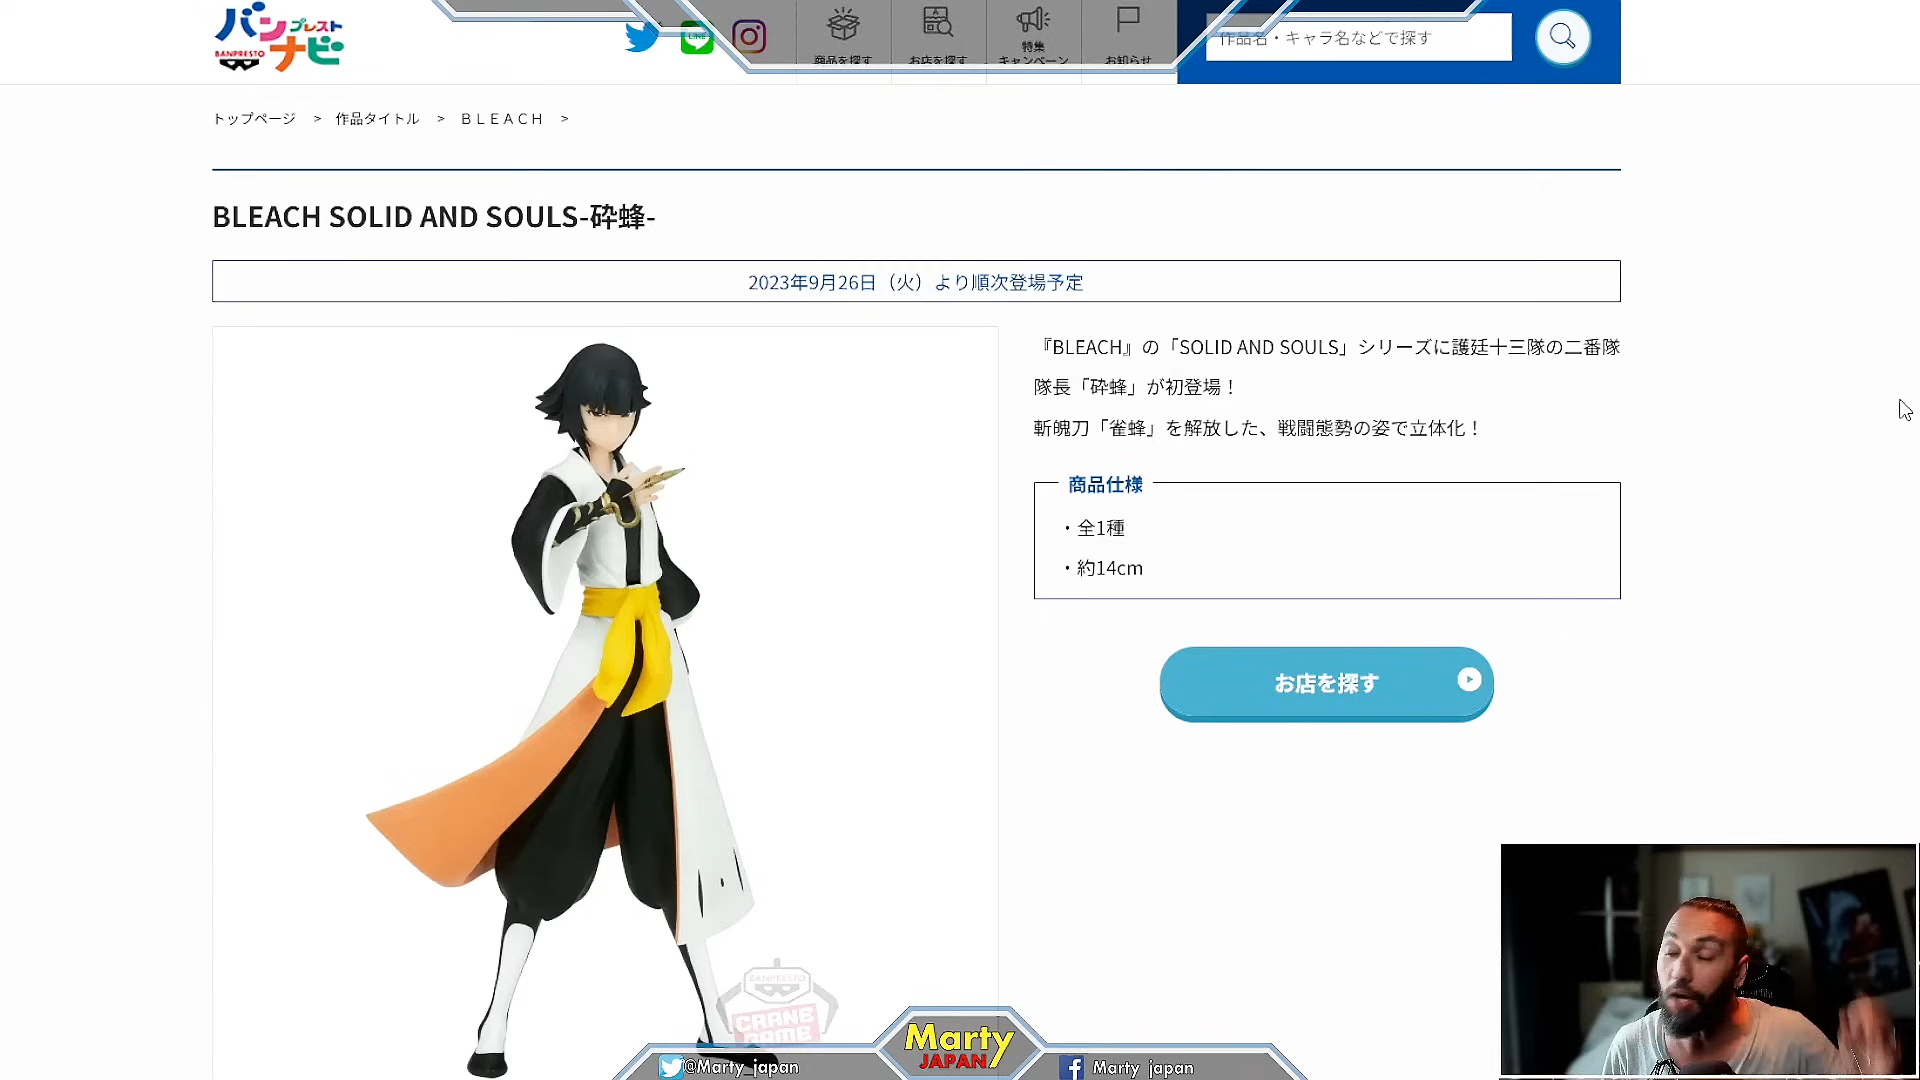 バンプレスト
ナビ
BANPRESTO
LINE
商品を探す
お店を探す
特集
キャンペーン
お知らせ
作品名・キャラ名などで探す
トップページ > 作品タイトル > ＢＬＥＡＣＨ >
BLEACH SOLID AND SOULS-砕蜂-
2023年9月26日（火）より順次登場予定
『BLEACH』の「SOLID AND SOULS」シリーズに護廷十三隊の二番隊
隊長「砕蜂」が初登場！
斬魄刀「雀蜂」を解放した、戦闘態勢の姿で立体化！
商品仕様
・全1種
・約14cm
お店を探す
BANPRESTO
CRANE
GAME
Marty
JAPAN
@Marty_japan
Marty japan